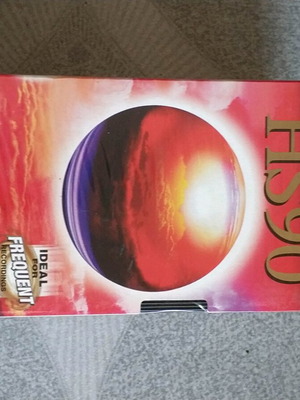 HS90
IDEAL
FOR
FREQUENT
RECORDINGS